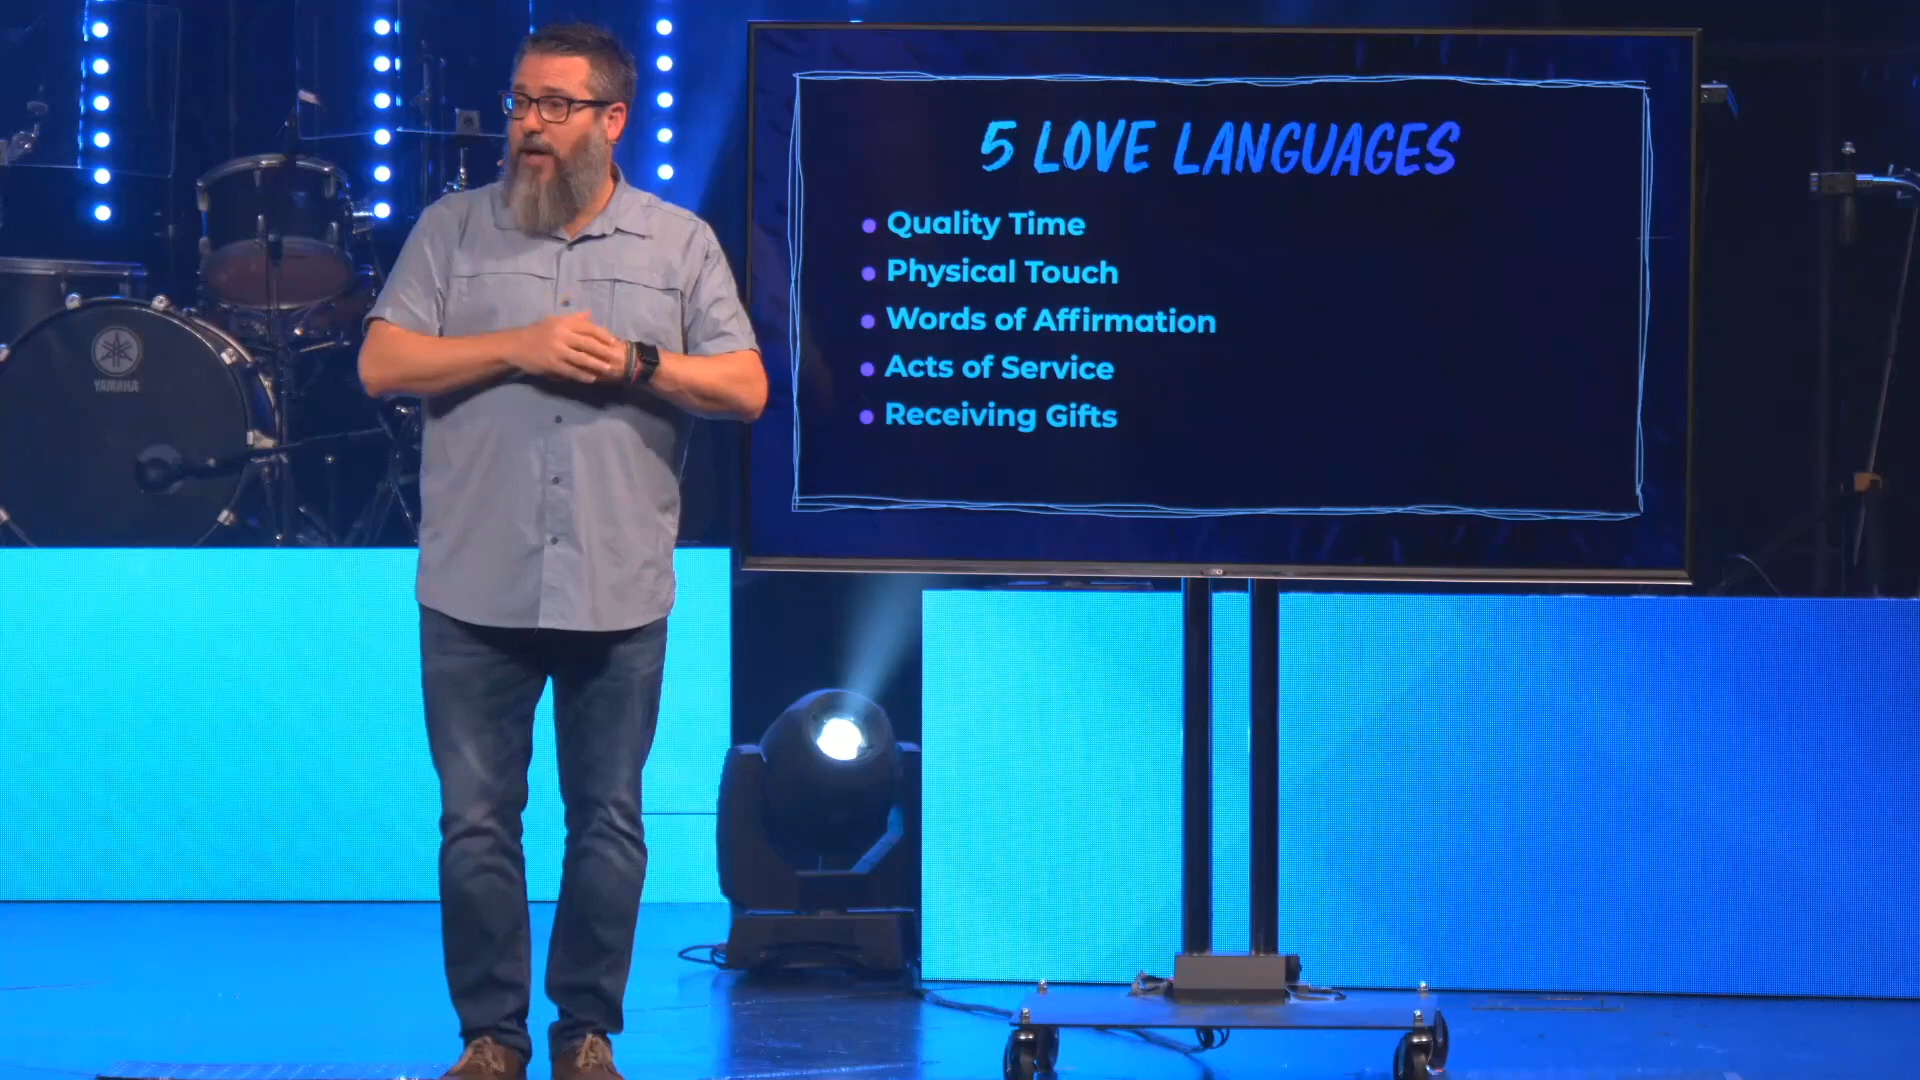 5 LOVE LANGUAGES
Quality Time
Physical Touch
Words of Affirmation
Acts of Service
Receiving Gifts
YAMAHA